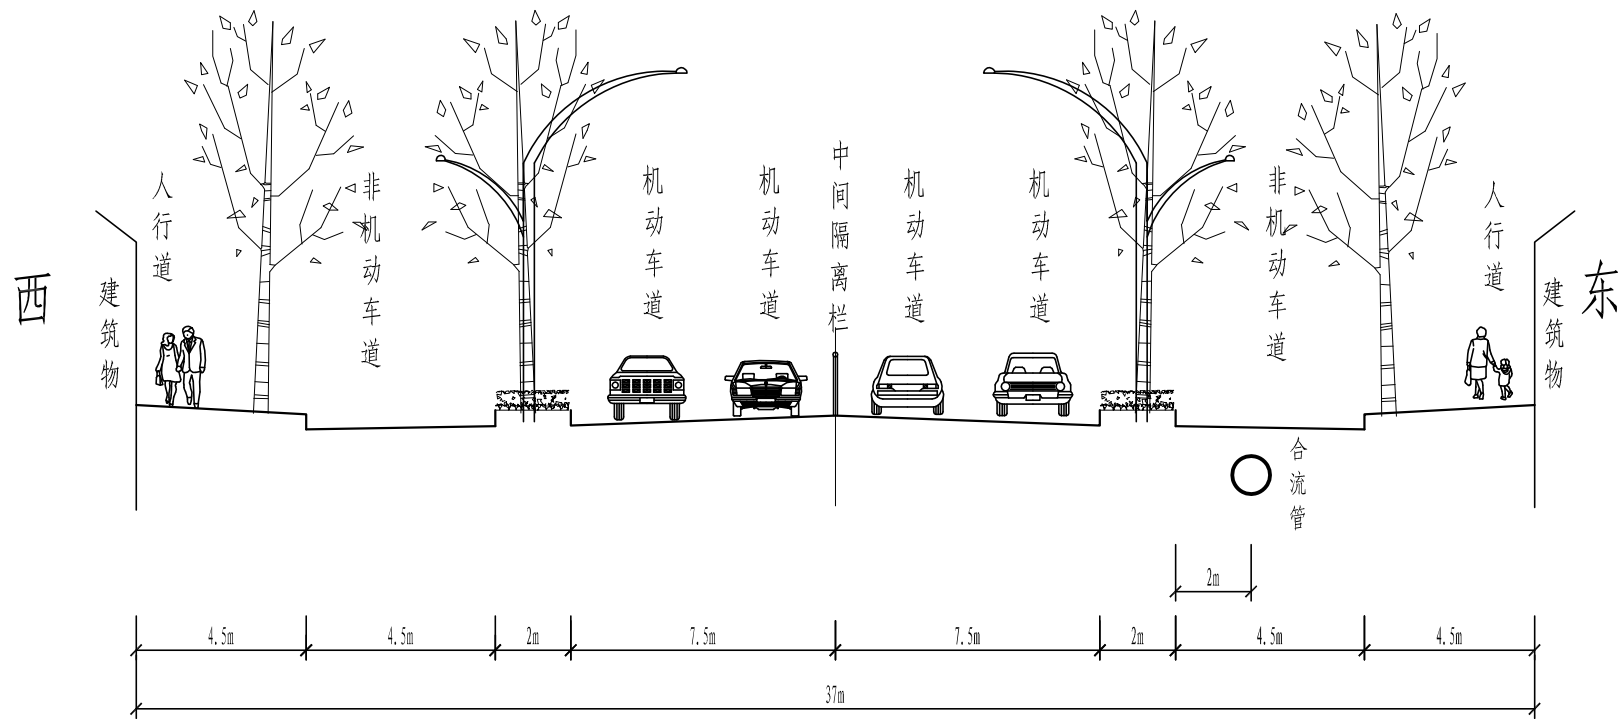 西
建筑物
人行道
非机动车道
机动车道
机动车道
中间隔离栏
机动车道
机动车道
非机动车道
人行道
建筑物
东
合流管
2m
4.5m
4.5m
2m
7.5m
7.5m
2m
4.5m
4.5m
37m